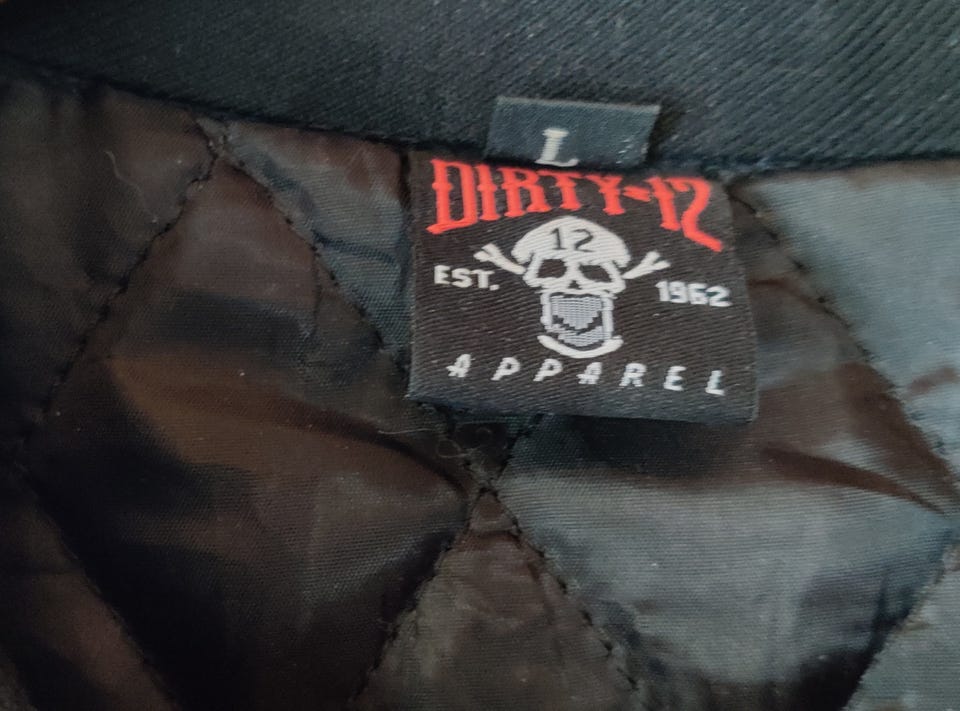 L
DIRTY-12
12
EST. 1962
APPAREL